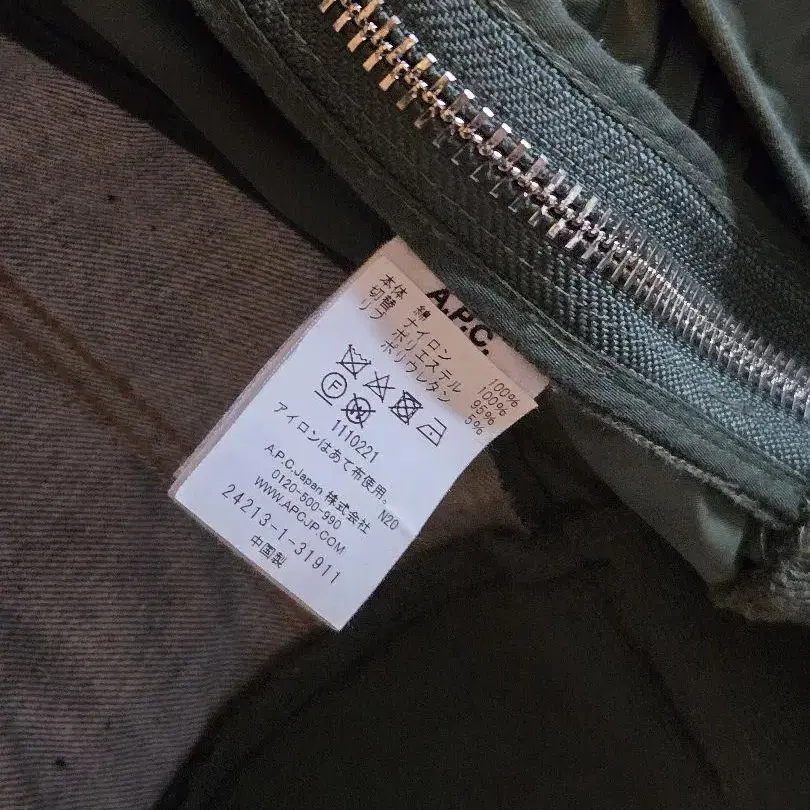 A.P.C.
本体 綿 100%
切替 ナイロン 100%
リブ ポリエステル 95%
ポリウレタン 5%
F
1110221
アイロンはあて布使用。
A.P.C.Japan 株式会社 N20
0120-500-990
WWW.APCJP.COM
24213-1-31911
中国製